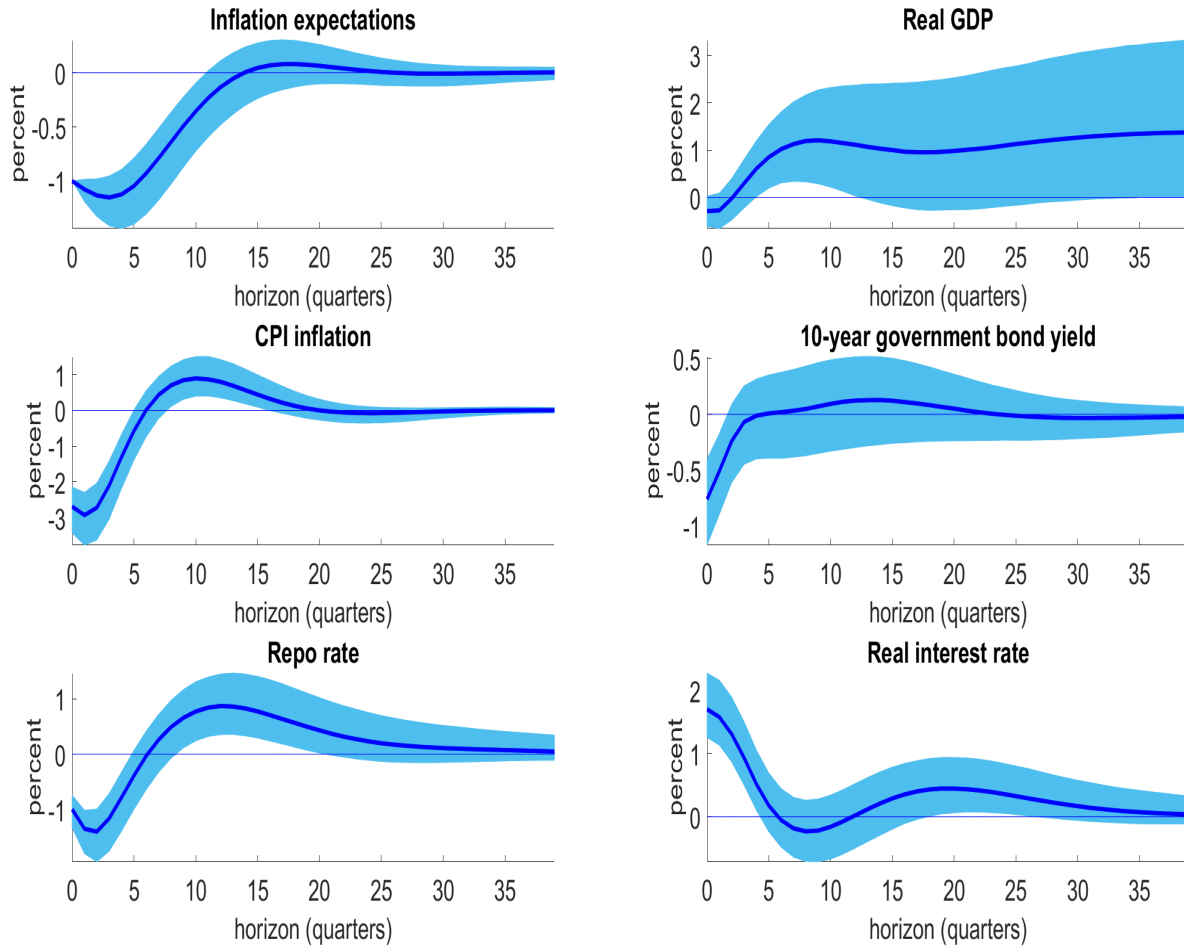 Inflation expectations
percent
0
-0.5
-1
0 5 10 15 20 25 30 35
horizon (quarters)
Real GDP
percent
3
2
1
0
0 5 10 15 20 25 30 35
horizon (quarters)
CPI inflation
percent
1
0
-1
-2
-3
0 5 10 15 20 25 30 35
horizon (quarters)
10-year government bond yield
percent
0.5
0
-0.5
-1
0 5 10 15 20 25 30 35
horizon (quarters)
Repo rate
percent
1
0
-1
0 5 10 15 20 25 30 35
horizon (quarters)
Real interest rate
percent
2
1
0
0 5 10 15 20 25 30 35
horizon (quarters)